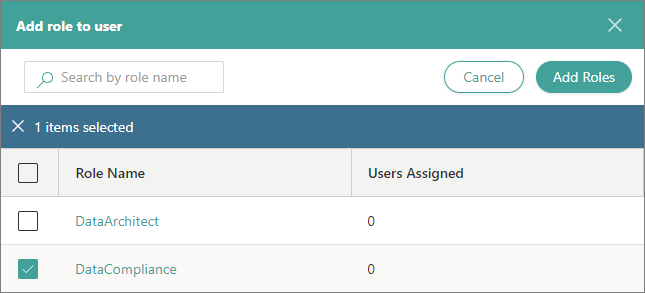 Add role to user
Search by role name
Cancel
Add Roles
1 items selected
Role Name Users Assigned
DataArchitect 0
DataCompliance 0